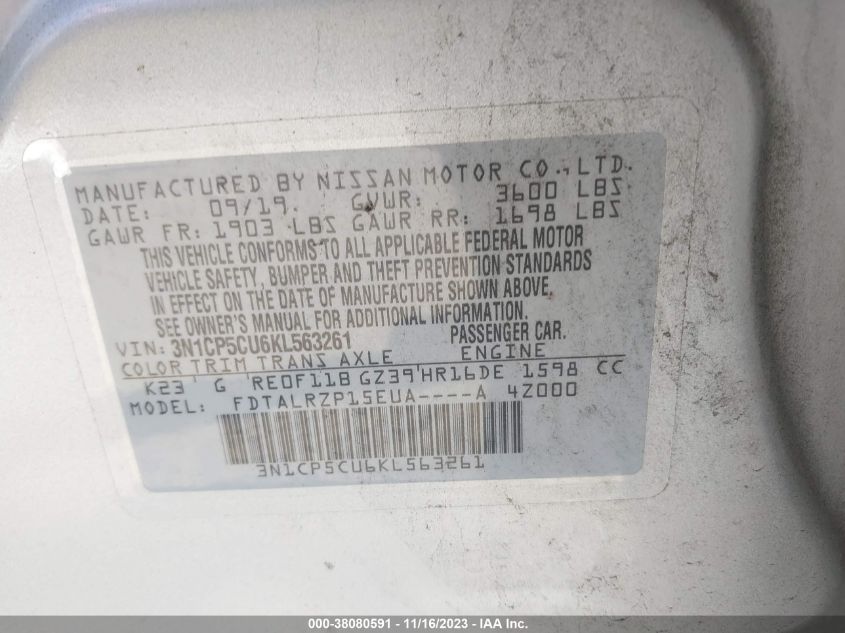 MANUFACTURED BY NISSAN MOTOR CO., LTD.
DATE: 09/19. GVWR: 3600 LBS
GAWR FR: 1903 LBS GAWR RR: 1698 LBS
THIS VEHICLE CONFORMS TO ALL APPLICABLE FEDERAL MOTOR
VEHICLE SAFETY, BUMPER AND THEFT PREVENTION STANDARDS
IN EFFECT ON THE DATE OF MANUFACTURE SHOWN ABOVE.
SEE OWNER'S MANUAL FOR ADDITIONAL INFORMATION.
VIN: 3N1CP5CU6KL563261 PASSENGER CAR.
COLOR TRIM TRANS AXLE ENGINE
K23 G RE0F11B GZ39 HR16DE 1598 CC
MODEL: FDTALRZP15EUA----A 4Z000
3N1CP5CU6KL563261
000-38080591 - 11/16/2023 - IAA Inc.